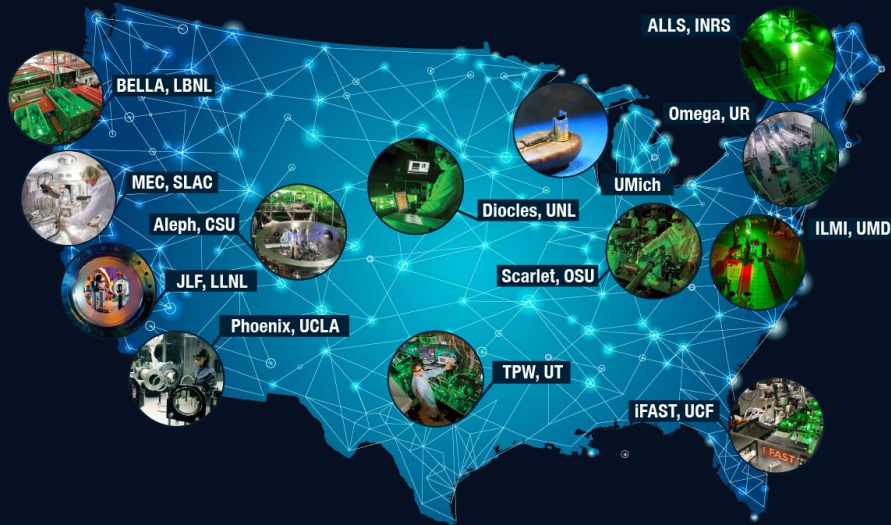 ALLS, INRS
BELLA, LBNL
Omega, UR
MEC, SLAC
UMich
Aleph, CSU
Diocles, UNL
ILMI, UMD
JLF, LLNL
Scarlet, OSU
Phoenix, UCLA
TPW, UT
iFAST, UCF
I FAST